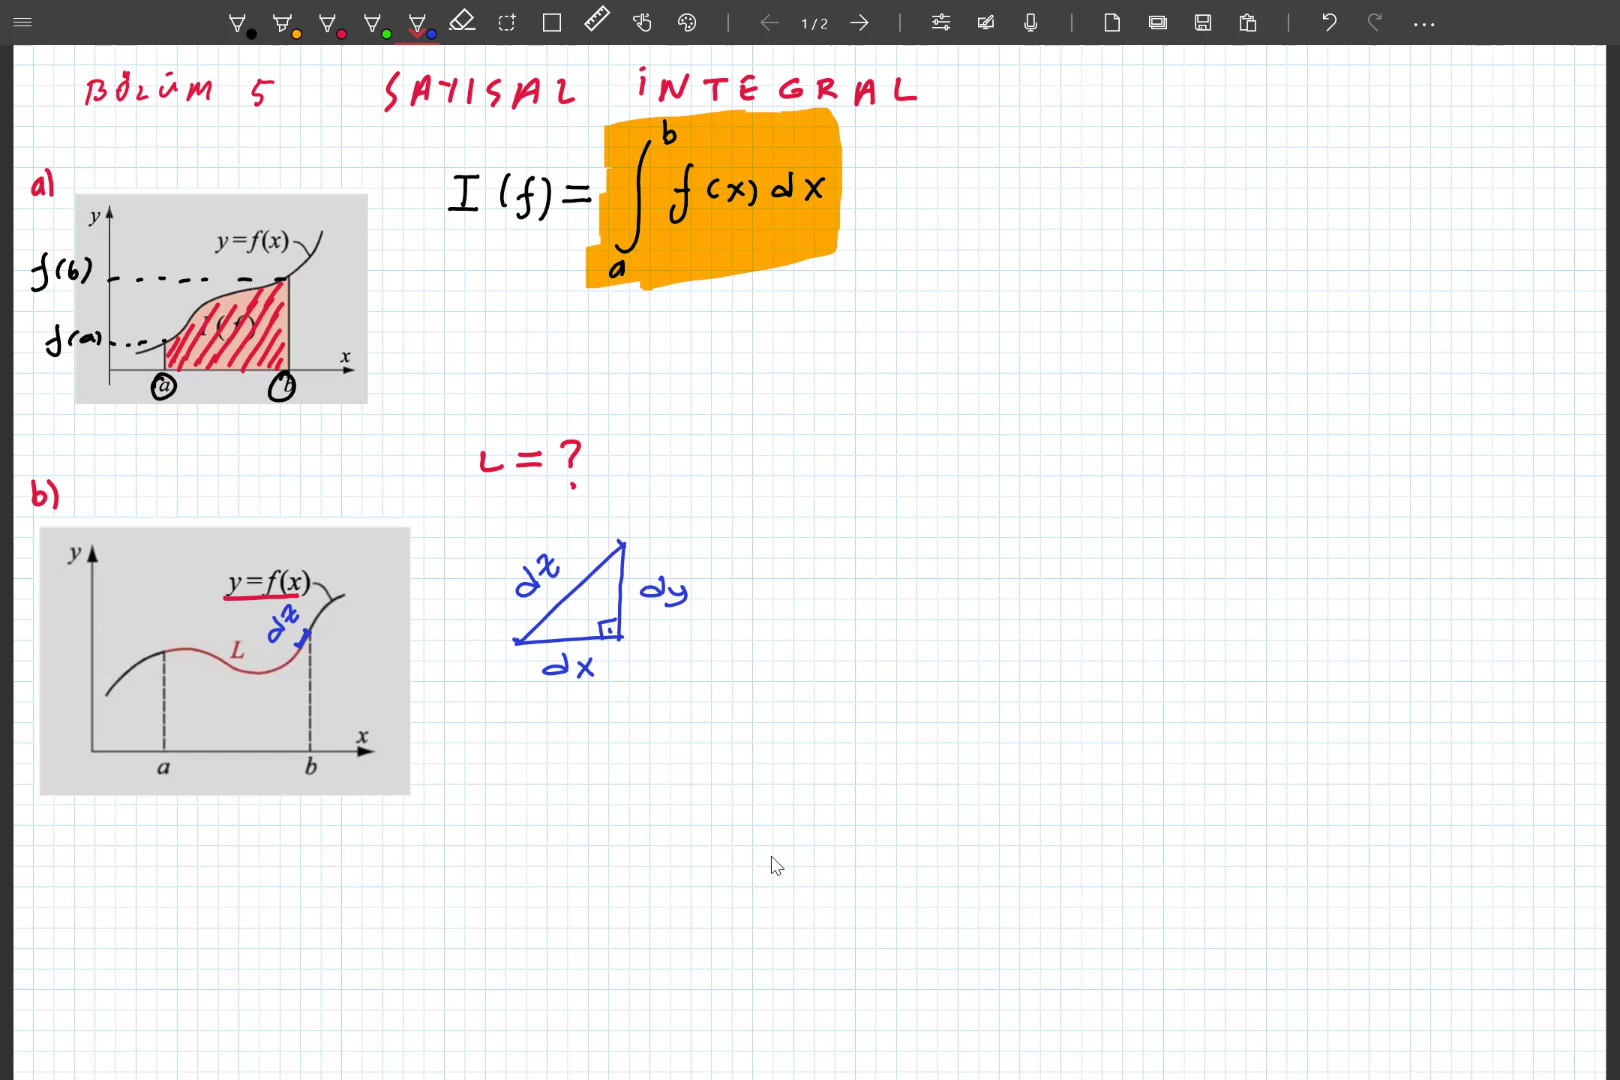 1/2
BÖLÜM 5 SAYISAL İNTEGRAL
a)
I (f) = ∫ₐᵇ f(x) dx
y
y=f(x)
f(b)
I(f)
f(a)
x
a b
L = ?
b)
y
y=f(x)
dz
L
x
a b
dz
dy
dx